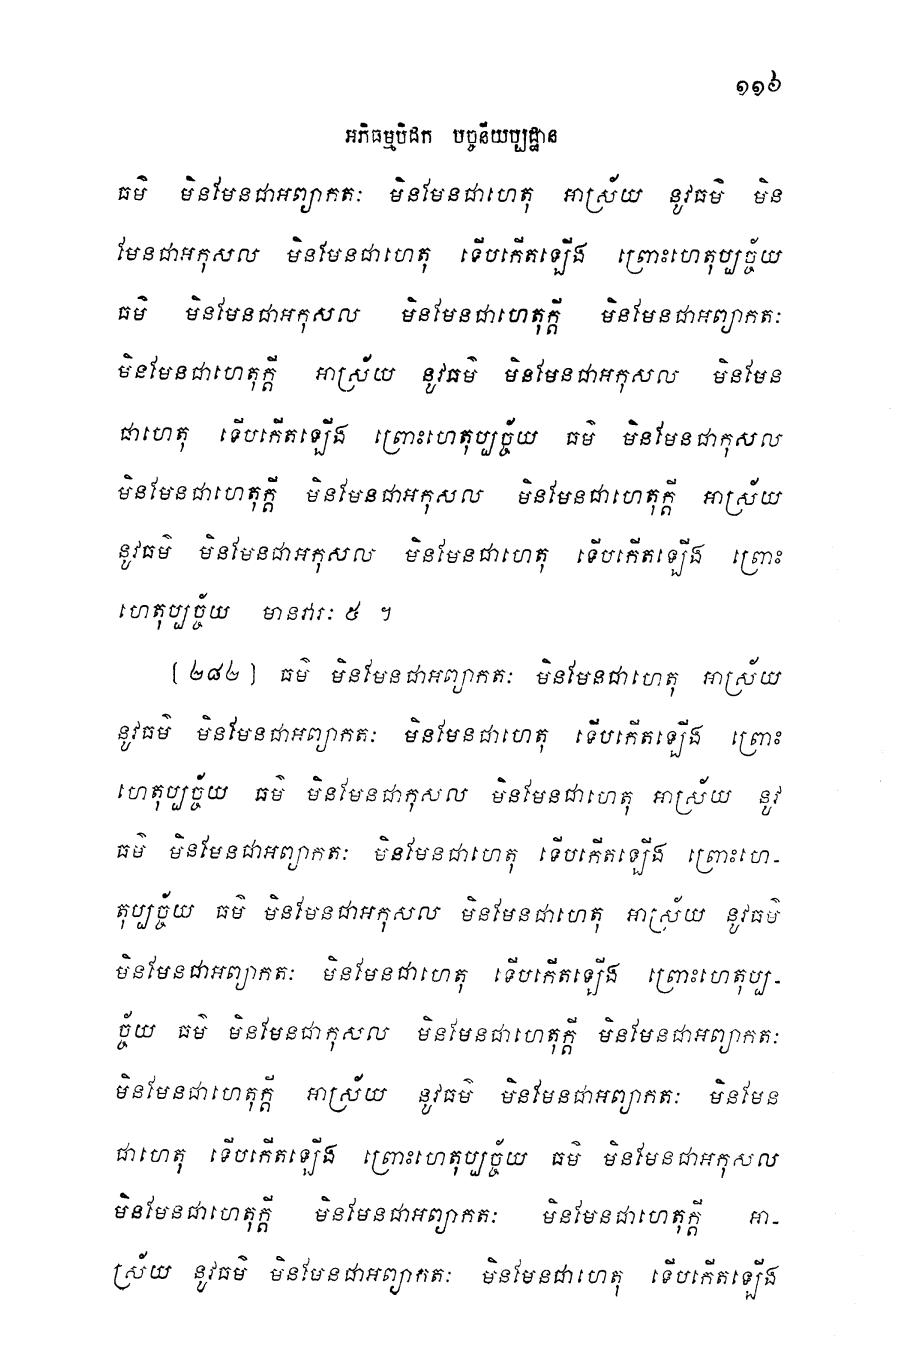 ១១៦
អភិធម្មបិដក បច្ចនីយប្បដ្ឋាន
ធម៌ មិនមែនជាអព្យាកតៈ មិនមែនជាហេតុ អាស្រ័យ នូវធម៌ មិន
មែនជាអកុសល មិនមែនជាហេតុ ទើបកើតឡើង ព្រោះហេតុប្បច្ច័យ
ធម៌ មិនមែនជាអកុសល មិនមែនជាហេតុក្តី មិនមែនជាអព្យាកតៈ
មិនមែនជាហេតុក្តី អាស្រ័យ នូវធម៌ មិនមែនជាអកុសល មិនមែន
ជាហេតុ ទើបកើតឡើង ព្រោះហេតុប្បច្ច័យ ធម៌ មិនមែនជាកុសល
មិនមែនជាហេតុក្តី មិនមែនជាអកុសល មិនមែនជាហេតុក្តី អាស្រ័យ
នូវធម៌ មិនមែនជាអកុសល មិនមែនជាហេតុ ទើបកើតឡើង ព្រោះ
ហេតុប្បច្ច័យ មានវារៈ ៥ ។
[ ២៨២ ] ធម៌ មិនមែនជាអព្យាកតៈ មិនមែនជាហេតុ អាស្រ័យ
នូវធម៌ មិនមែនជាអព្យាកតៈ មិនមែនជាហេតុ ទើបកើតឡើង ព្រោះ
ហេតុប្បច្ច័យ ធម៌ មិនមែនជាកុសល មិនមែនជាហេតុ អាស្រ័យ នូវ
ធម៌ មិនមែនជាអព្យាកតៈ មិនមែនជាហេតុ ទើបកើតឡើង ព្រោះហេ-
តុប្បច្ច័យ ធម៌ មិនមែនជាអកុសល មិនមែនជាហេតុ អាស្រ័យ នូវធម៌
មិនមែនជាអព្យាកតៈ មិនមែនជាហេតុ ទើបកើតឡើង ព្រោះហេតុប្ប-
ច្ច័យ ធម៌ មិនមែនជាកុសល មិនមែនជាហេតុក្តី មិនមែនជាអព្យាកតៈ
មិនមែនជាហេតុក្តី អាស្រ័យ នូវធម៌ មិនមែនជាអព្យាកតៈ មិនមែន
ជាហេតុ ទើបកើតឡើង ព្រោះហេតុប្បច្ច័យ ធម៌ មិនមែនជាអកុសល
មិនមែនជាហេតុក្តី មិនមែនជាអព្យាកតៈ មិនមែនជាហេតុក្តី អា-
ស្រ័យ នូវធម៌ មិនមែនជាអព្យាកតៈ មិនមែនជាហេតុ ទើបកើតឡើង